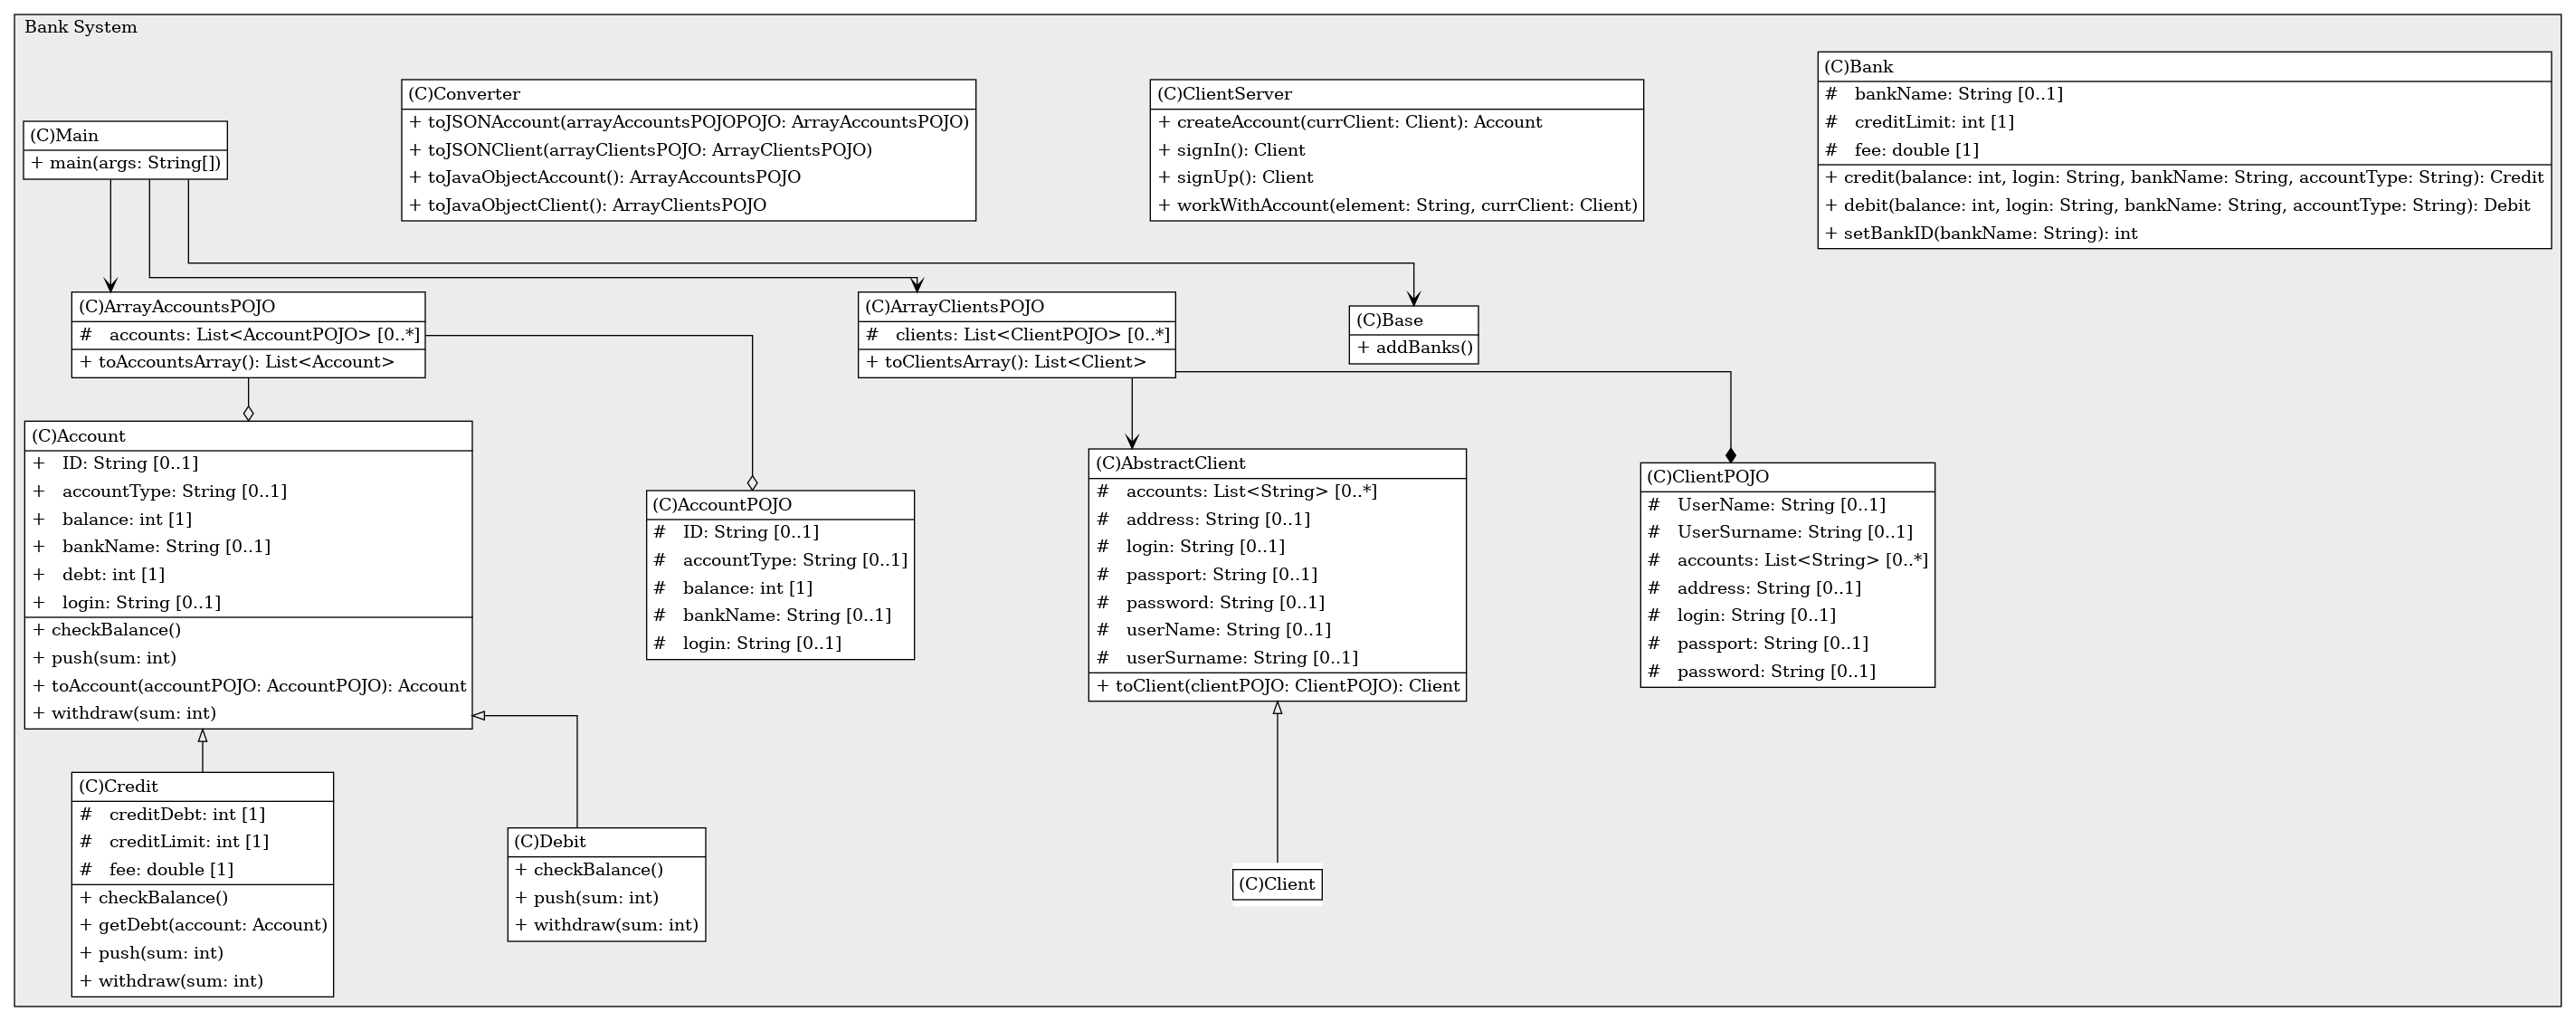 Bank System
(C)Main
+ main(args: String[])
(C)Converter
+ toJSONAccount(arrayAccountsPOJOPOJO: ArrayAccountsPOJO)
+ toJSONClient(arrayClientsPOJO: ArrayClientsPOJO)
+ toJavaObjectAccount(): ArrayAccountsPOJO
+ toJavaObjectClient(): ArrayClientsPOJO
(C)ClientServer
+ createAccount(currClient: Client): Account
+ signIn(): Client
+ signUp(): Client
+ workWithAccount(element: String, currClient: Client)
(C)Bank
# bankName: String [0..1]
# creditLimit: int [1]
# fee: double [1]
+ credit(balance: int, login: String, bankName: String, accountType: String): Credit
+ debit(balance: int, login: String, bankName: String, accountType: String): Debit
+ setBankID(bankName: String): int
(C)ArrayAccountsPOJO
# accounts: List<AccountPOJO> [0..*]
+ toAccountsArray(): List<Account>
(C)ArrayClientsPOJO
# clients: List<ClientPOJO> [0..*]
+ toClientsArray(): List<Client>
(C)Base
+ addBanks()
(C)Account
+ ID: String [0..1]
+ accountType: String [0..1]
+ balance: int [1]
+ bankName: String [0..1]
+ debt: int [1]
+ login: String [0..1]
+ checkBalance()
+ push(sum: int)
+ toAccount(accountPOJO: AccountPOJO): Account
+ withdraw(sum: int)
(C)AccountPOJO
# ID: String [0..1]
# accountType: String [0..1]
# balance: int [1]
# bankName: String [0..1]
# login: String [0..1]
(C)AbstractClient
# accounts: List<String> [0..*]
# address: String [0..1]
# login: String [0..1]
# passport: String [0..1]
# password: String [0..1]
# userName: String [0..1]
# userSurname: String [0..1]
+ toClient(clientPOJO: ClientPOJO): Client
(C)ClientPOJO
# UserName: String [0..1]
# UserSurname: String [0..1]
# accounts: List<String> [0..*]
# address: String [0..1]
# login: String [0..1]
# passport: String [0..1]
# password: String [0..1]
(C)Credit
# creditDebt: int [1]
# creditLimit: int [1]
# fee: double [1]
+ checkBalance()
+ getDebt(account: Account)
+ push(sum: int)
+ withdraw(sum: int)
(C)Debit
+ checkBalance()
+ push(sum: int)
+ withdraw(sum: int)
(C)Client